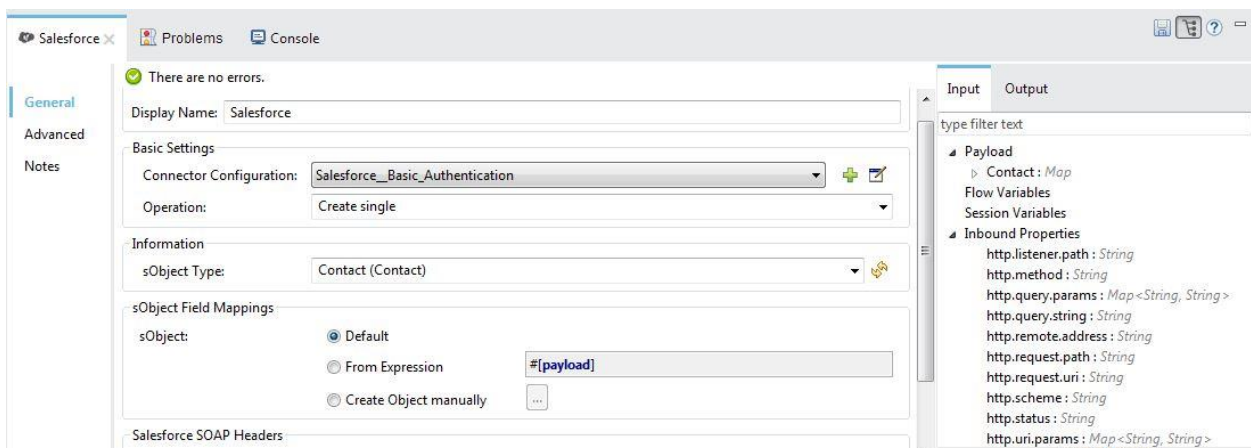 Salesforce
Problems
Console
General
Advanced
Notes
There are no errors.
Display Name: Salesforce
Basic Settings
Connector Configuration: Salesforce__Basic_Authentication
Operation: Create single
Information
sObject Type: Contact (Contact)
sObject Field Mappings
sObject: Default
From Expression #[payload]
Create Object manually ...
Salesforce SOAP Headers
Input Output
type filter text
Payload
Contact : Map
Flow Variables
Session Variables
Inbound Properties
http.listener.path : String
http.method : String
http.query.params : Map<String, String>
http.query.string : String
http.remote.address : String
http.request.path : String
http.request.uri : String
http.scheme : String
http.status : String
http.uri.params : Map<String, String>